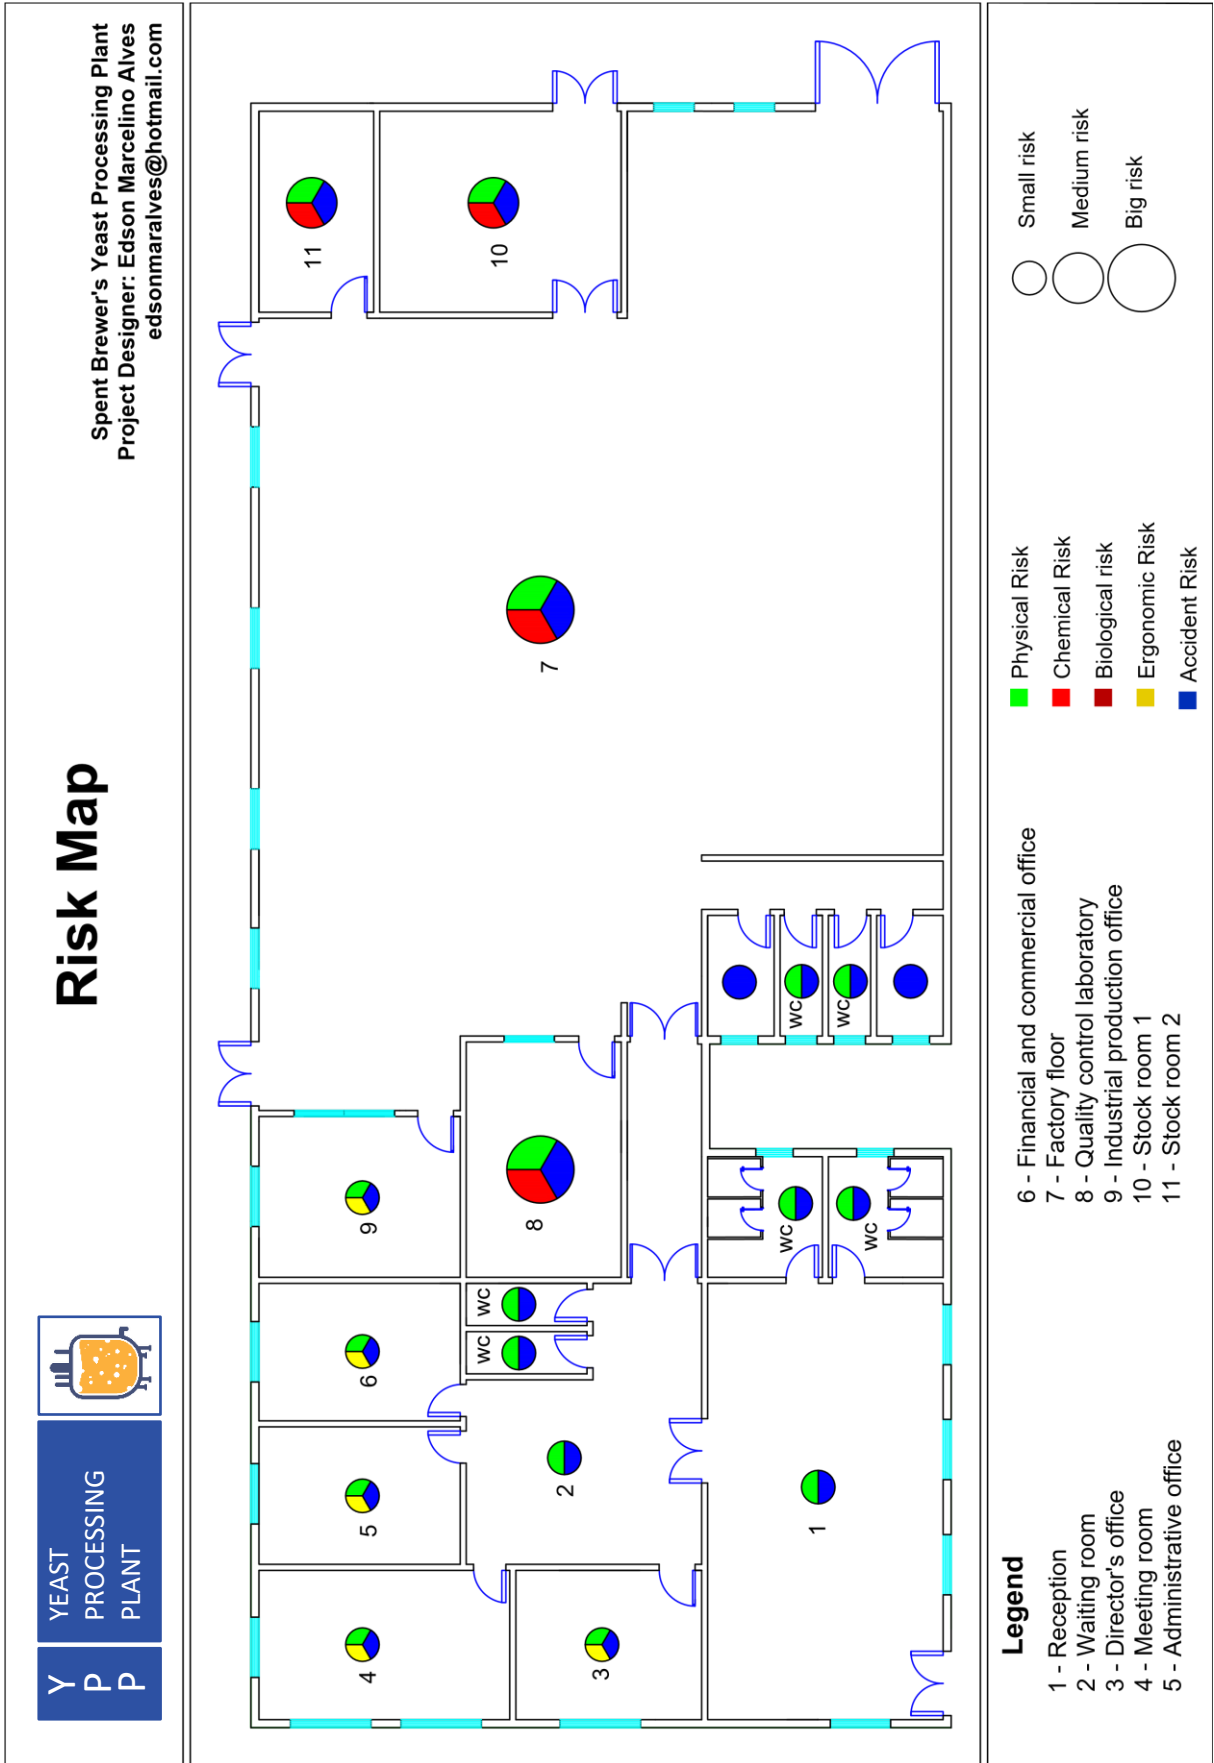 Y YEAST
P PROCESSING
P PLANT
Risk Map
Spent Brewer's Yeast Processing Plant
Project Designer: Edson Marcelino Alves
edsonmaralves@hotmail.com
4
5
6
9
11
3
2
WC
WC
8
7
10
1
WC
WC
WC
WC
Legend
1 - Reception
2 - Waiting room
3 - Director's office
4 - Meeting room
5 - Administrative office
6 - Financial and commercial office
7 - Factory floor
8 - Quality control laboratory
9 - Industrial production office
10 - Stock room 1
11 - Stock room 2
Physical Risk
Chemical Risk
Biological risk
Ergonomic Risk
Accident Risk
Small risk
Medium risk
Big risk